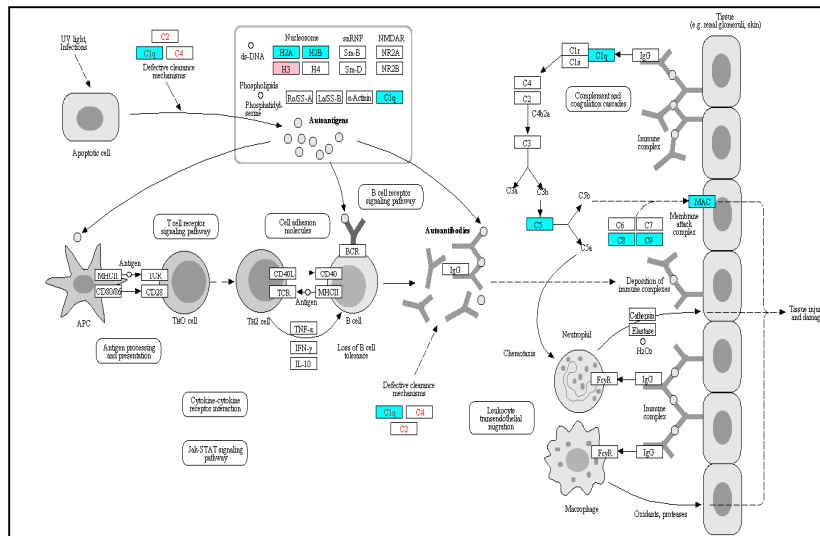 UV light,
Infections
C2
C1q
C4
Defective clearance
mechanisms
Apoptotic cell
Nucleosome
snRNP
NMDAR
ds-DNA
H2A
H2B
Sm-B
NR2A
H3
H4
Sm-D
NR2B
Phospholipids
Phosphatidyl-
serine
Ro/SS-A
La/SS-B
α-Actinin
C1q
Autoantigens
Tissue
(e.g. renal glomeruli, skin)
C1r
C1s
C1q
IgG
C4
C2
C4b2a
Complement and
coagulation cascades
Immune
complex
C3
C3a
C3b
C5
C5b
C5a
C6
C7
C8
C9
MAC
Membrane
attack
complex
T cell receptor
signaling pathway
Cell adhesion
molecules
B cell receptor
signaling pathway
Autoantibodies
IgG
BCR
Antigen
MHCII
TCR
CD80/86
CD28
APC
TH0 cell
CD40L
CD40
TCR
MHCII
Antigen
TH2 cell
B cell
TNF-α
IFN-γ
IL-10
Loss of B cell
tolerance
Antigen processing
and presentation
Cytokine-cytokine
receptor interaction
Jak-STAT signaling
pathway
Defective clearance
mechanisms
C1q
C4
C2
Deposition of
immune complexes
Tissue injury
and damage
Chemotaxis
Neutrophil
Cathepsin
Elastase
H2O2
Leukocyte
transendothelial
migration
FcγR
IgG
Immune
complex
FcγR
IgG
Macrophage
Oxidants, proteases